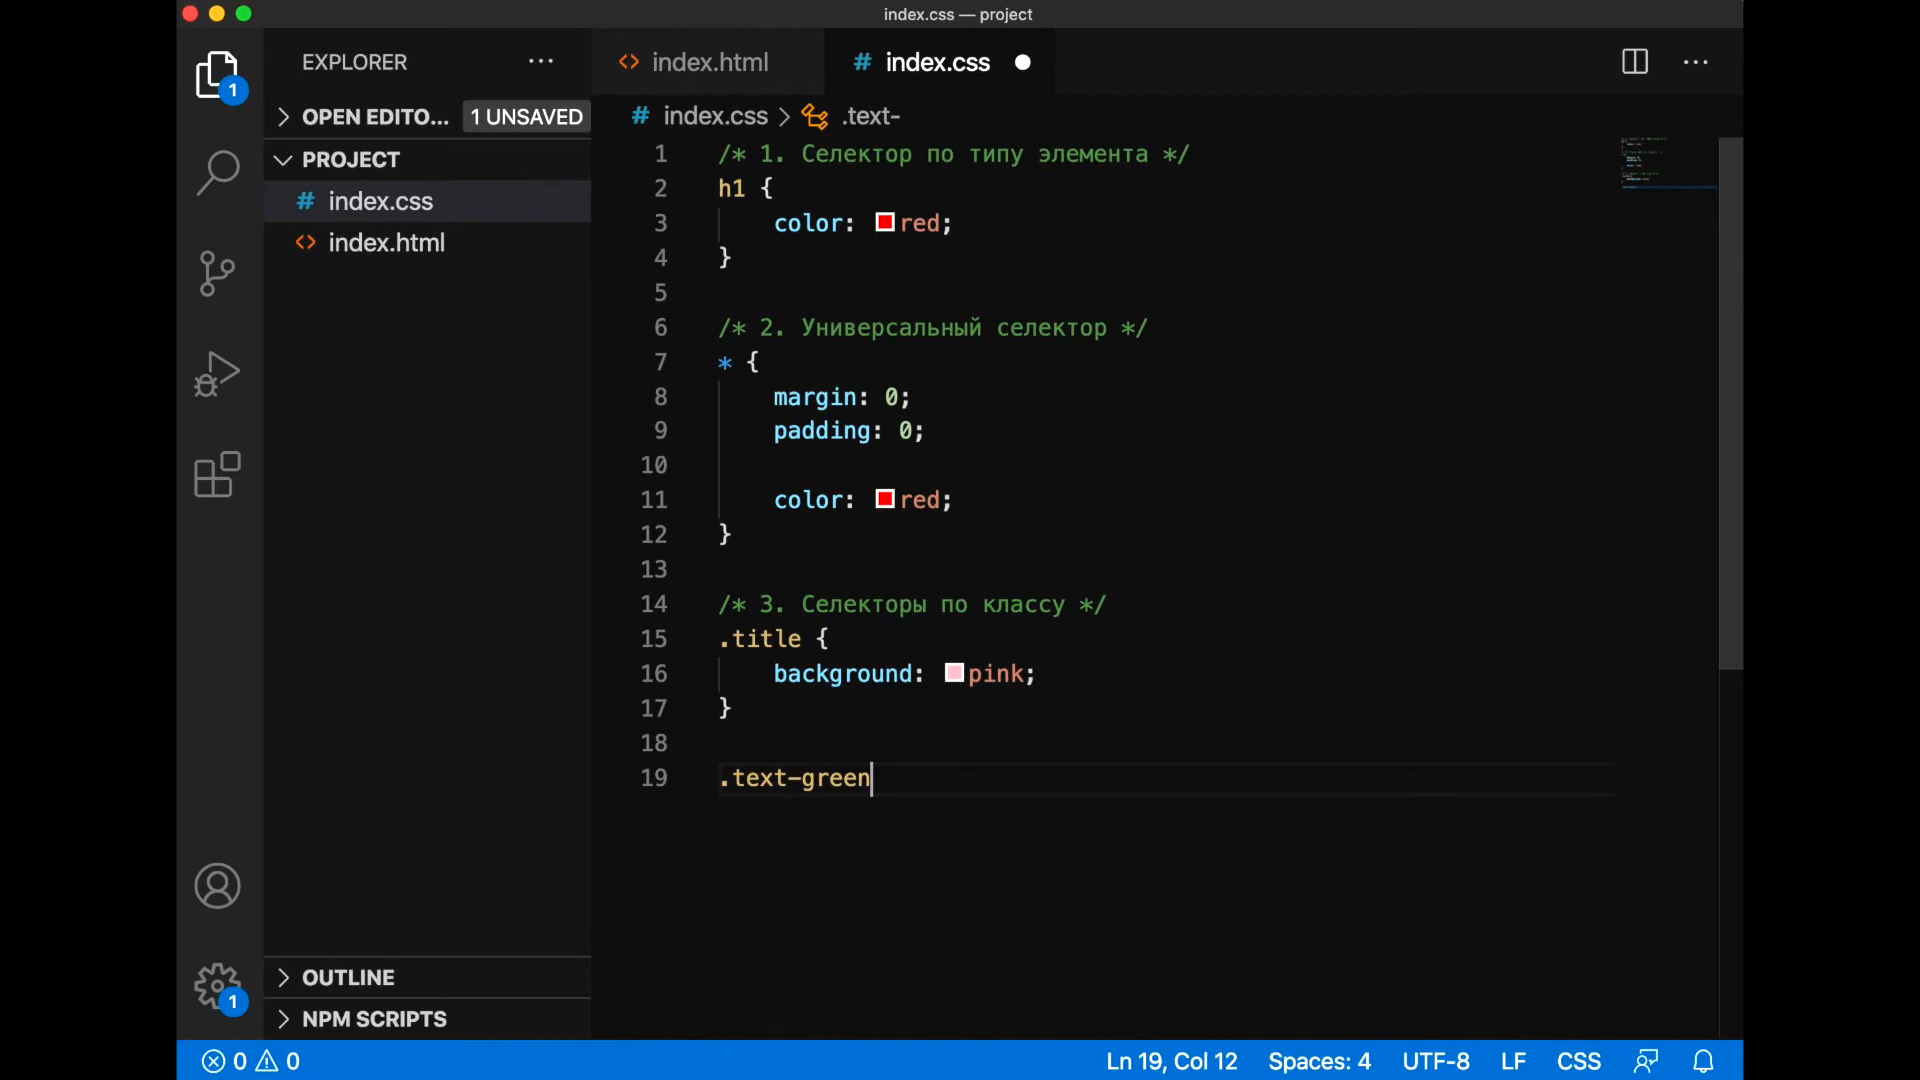 index.css — project
EXPLORER
index.html
index.css
1
OPEN EDITO...
1 UNSAVED
index.css
.text-
PROJECT
index.css
index.html
1 /* 1. Селектор по типу элемента */
2 h1 {
3 color: red;
4 }
5
6 /* 2. Универсальный селектор */
7 * {
8 margin: 0;
9 padding: 0;
10
11 color: red;
12 }
13
14 /* 3. Селекторы по классу */
15 .title {
16 background: pink;
17 }
18
19 .text-green
OUTLINE
1
NPM SCRIPTS
0 0
Ln 19, Col 12
Spaces: 4
UTF-8
LF
CSS